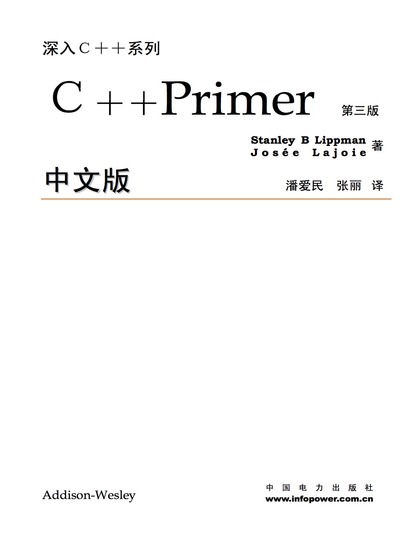 深入C++系列
C ++Primer 第三版
Stanley B Lippman
Josée Lajoie 著
中文版 潘爱民 张丽 译
中国电力出版社
Addison-Wesley www.infopower.com.cn